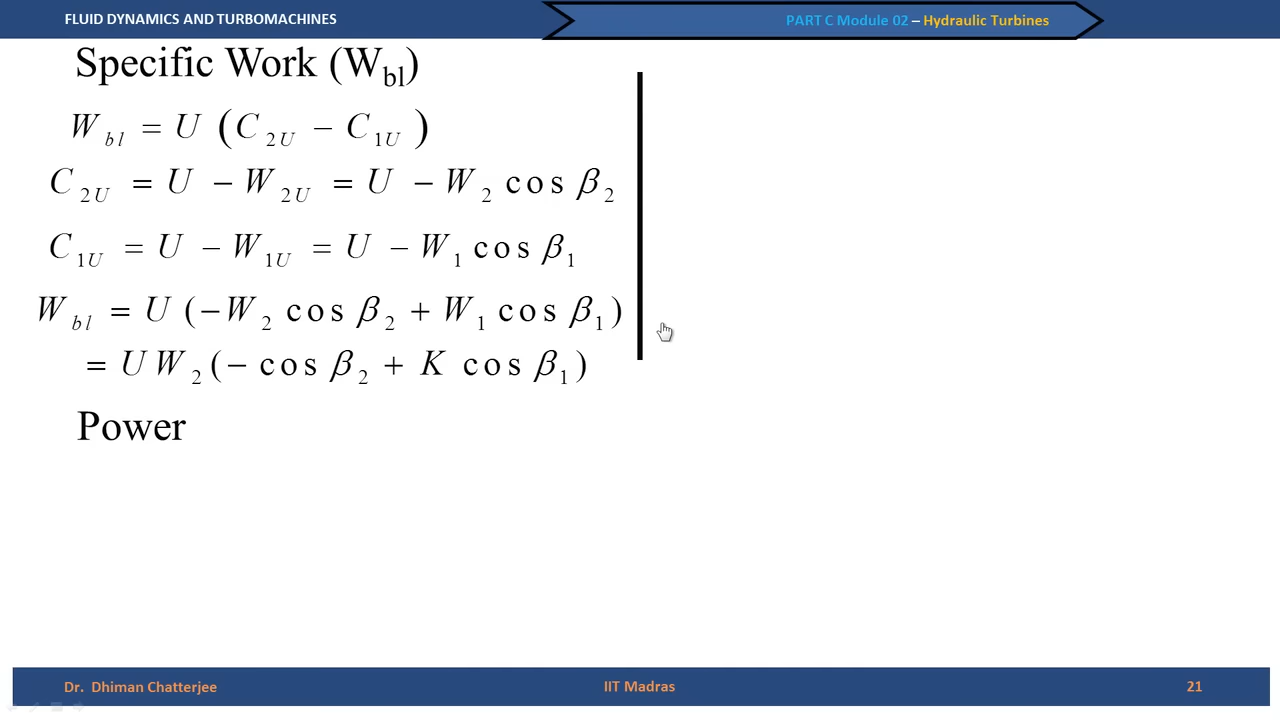 FLUID DYNAMICS AND TURBOMACHINES
PART C Module 02 – Hydraulic Turbines
Specific Work (W_bl)
W_bl = U (C_2U − C_1U)
C_2U = U − W_2U = U − W_2 cos β_2
C_1U = U − W_1U = U − W_1 cos β_1
W_bl = U (−W_2 cos β_2 + W_1 cos β_1)
= U W_2 (− cos β_2 + K cos β_1)
Power
Dr. Dhiman Chatterjee
IIT Madras
21